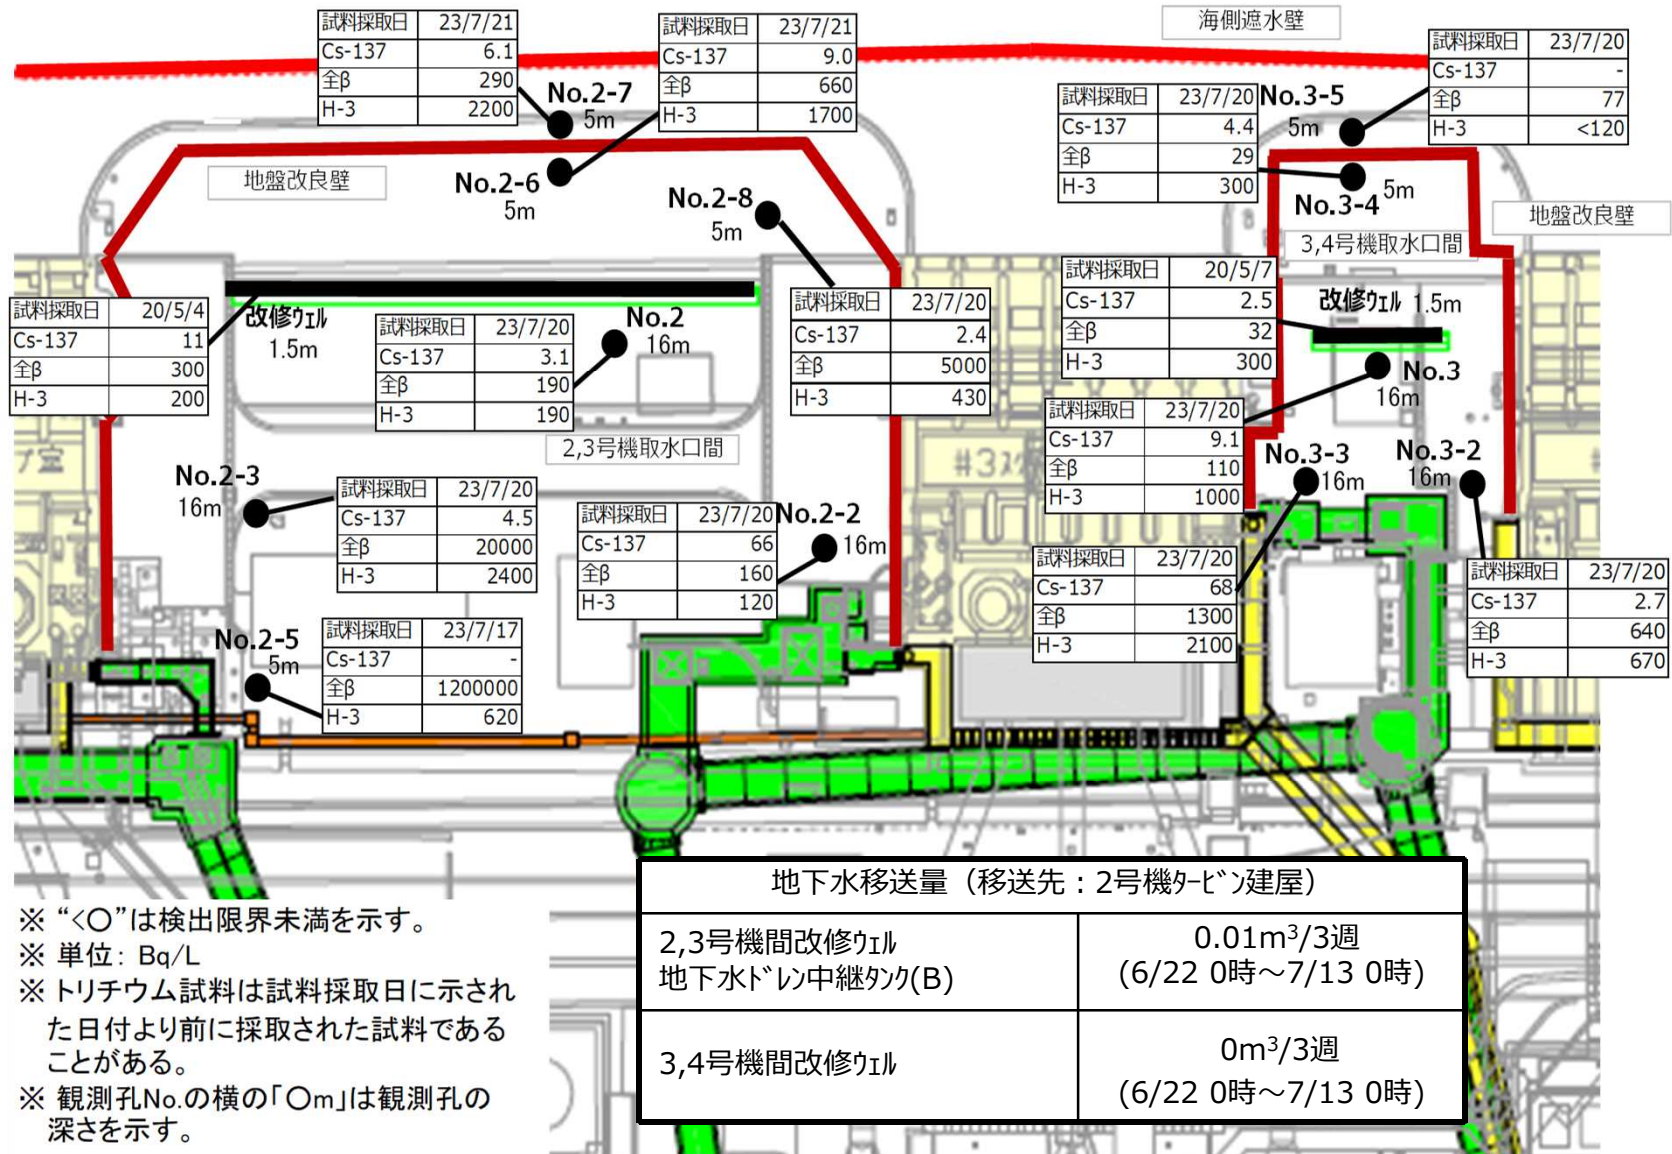 海側遮水壁
試料採取日 23/7/21
Cs-137 6.1
全β 290
H-3 2200
No.2-7
5m
試料採取日 23/7/21
Cs-137 9.0
全β 660
H-3 1700
No.2-6
5m
地盤改良壁
No.2-8
5m
試料採取日 23/7/20
Cs-137 2.4
全β 5000
H-3 430
試料採取日 23/7/20
Cs-137 -
全β 77
H-3 <120
No.3-5
5m
試料採取日 23/7/20
Cs-137 4.4
全β 29
H-3 300
No.3-4
5m
地盤改良壁
3,4号機取水口間
試料採取日 20/5/4
Cs-137 11
全β 300
H-3 200
改修ｳｪﾙ
1.5m
試料採取日 23/7/20
Cs-137 3.1
全β 190
H-3 190
No.2
16m
試料採取日 20/5/7
Cs-137 2.5
全β 32
H-3 300
改修ｳｪﾙ 1.5m
No.3
16m
試料採取日 23/7/20
Cs-137 9.1
全β 110
H-3 1000
2,3号機取水口間
No.2-3
16m
試料採取日 23/7/20
Cs-137 4.5
全β 20000
H-3 2400
試料採取日 23/7/20
Cs-137 66
全β 160
H-3 120
No.2-2
16m
#3ｽｸ
No.3-3
16m
試料採取日 23/7/20
Cs-137 68
全β 1300
H-3 2100
No.3-2
16m
試料採取日 23/7/20
Cs-137 2.7
全β 640
H-3 670
No.2-5
5m
試料採取日 23/7/17
Cs-137 -
全β 1200000
H-3 620
地下水移送量（移送先：2号機ﾀｰﾋﾞﾝ建屋）
2,3号機間改修ｳｪﾙ
地下水ﾄﾞﾚﾝ中継ﾀﾝｸ(B)
0.01m³/3週
(6/22 0時～7/13 0時)
3,4号機間改修ｳｪﾙ
0m³/3週
(6/22 0時～7/13 0時)
※ “<〇”は検出限界未満を示す。
※ 単位: Bq/L
※ トリチウム試料は試料採取日に示され
た日付より前に採取された試料である
ことがある。
※ 観測孔No.の横の「〇m」は観測孔の
深さを示す。